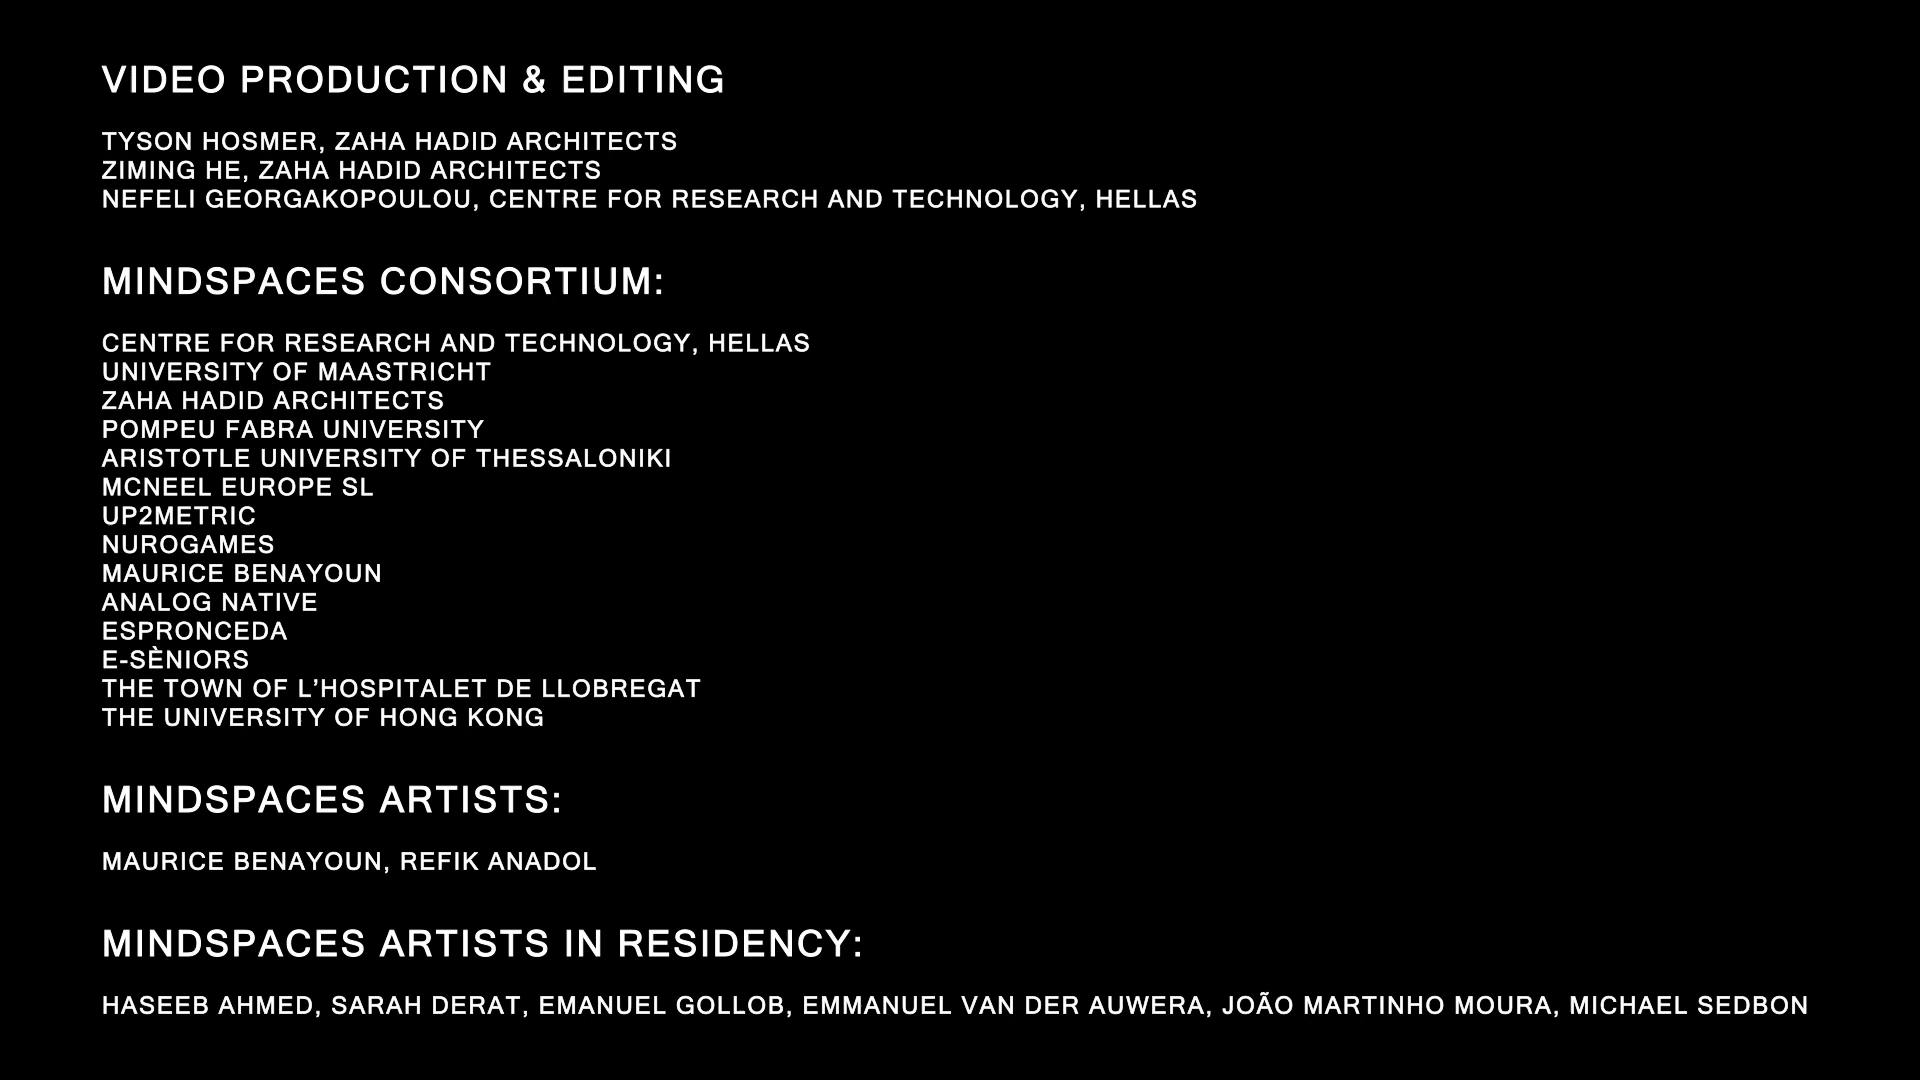 VIDEO PRODUCTION & EDITING
TYSON HOSMER, ZAHA HADID ARCHITECTS
ZIMING HE, ZAHA HADID ARCHITECTS
NEFELI GEORGAKOPOULOU, CENTRE FOR RESEARCH AND TECHNOLOGY, HELLAS
MINDSPACES CONSORTIUM:
CENTRE FOR RESEARCH AND TECHNOLOGY, HELLAS
UNIVERSITY OF MAASTRICHT
ZAHA HADID ARCHITECTS
POMPEU FABRA UNIVERSITY
ARISTOTLE UNIVERSITY OF THESSALONIKI
MCNEEL EUROPE SL
UP2METRIC
NUROGAMES
MAURICE BENAYOUN
ANALOG NATIVE
ESPRONCEDA
E-SÈNIORS
THE TOWN OF L’HOSPITALET DE LLOBREGAT
THE UNIVERSITY OF HONG KONG
MINDSPACES ARTISTS:
MAURICE BENAYOUN, REFIK ANADOL
MINDSPACES ARTISTS IN RESIDENCY:
HASEEB AHMED, SARAH DERAT, EMANUEL GOLLOB, EMMANUEL VAN DER AUWERA, JOÃO MARTINHO MOURA, MICHAEL SEDBON